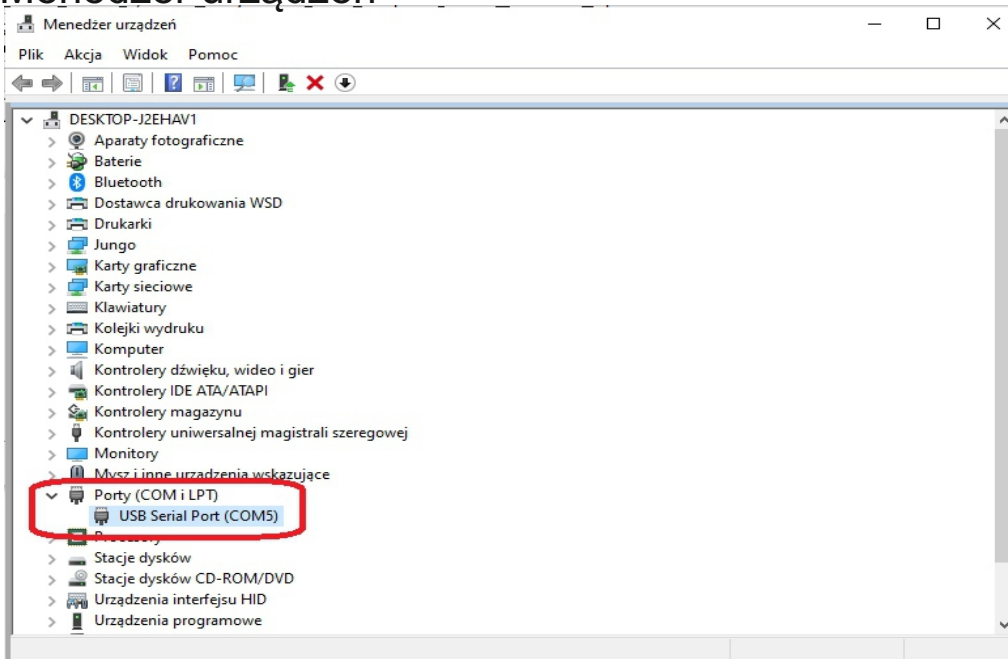 Menedżer urządzeń
Menedżer urządzeń
Plik Akcja Widok Pomoc
DESKTOP-J2EHAV1
Aparaty fotograficzne
Baterie
Bluetooth
Dostawca drukowania WSD
Drukarki
Jungo
Karty graficzne
Karty sieciowe
Klawiatury
Kolejki wydruku
Komputer
Kontrolery dźwięku, wideo i gier
Kontrolery IDE ATA/ATAPI
Kontrolery magazynu
Kontrolery uniwersalnej magistrali szeregowej
Monitory
Mysz i inne urządzenia wskazujące
Porty (COM i LPT)
USB Serial Port (COM5)
Procesory
Stacje dysków
Stacje dysków CD-ROM/DVD
Urządzenia interfejsu HID
Urządzenia programowe